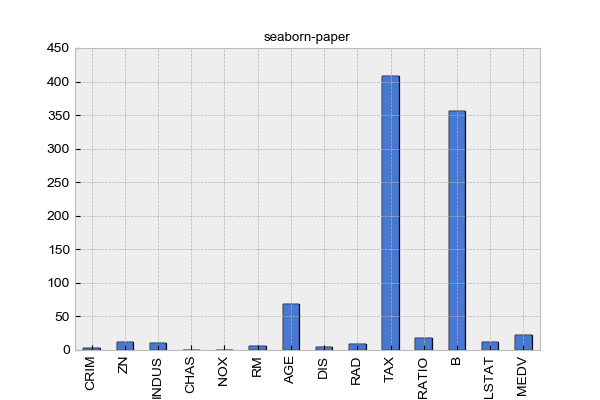 seaborn-paper
450
400
350
300
250
200
150
100
50
0
CRIM
ZN
INDUS
CHAS
NOX
RM
AGE
DIS
RAD
TAX
RATIO
B
LSTAT
MEDV